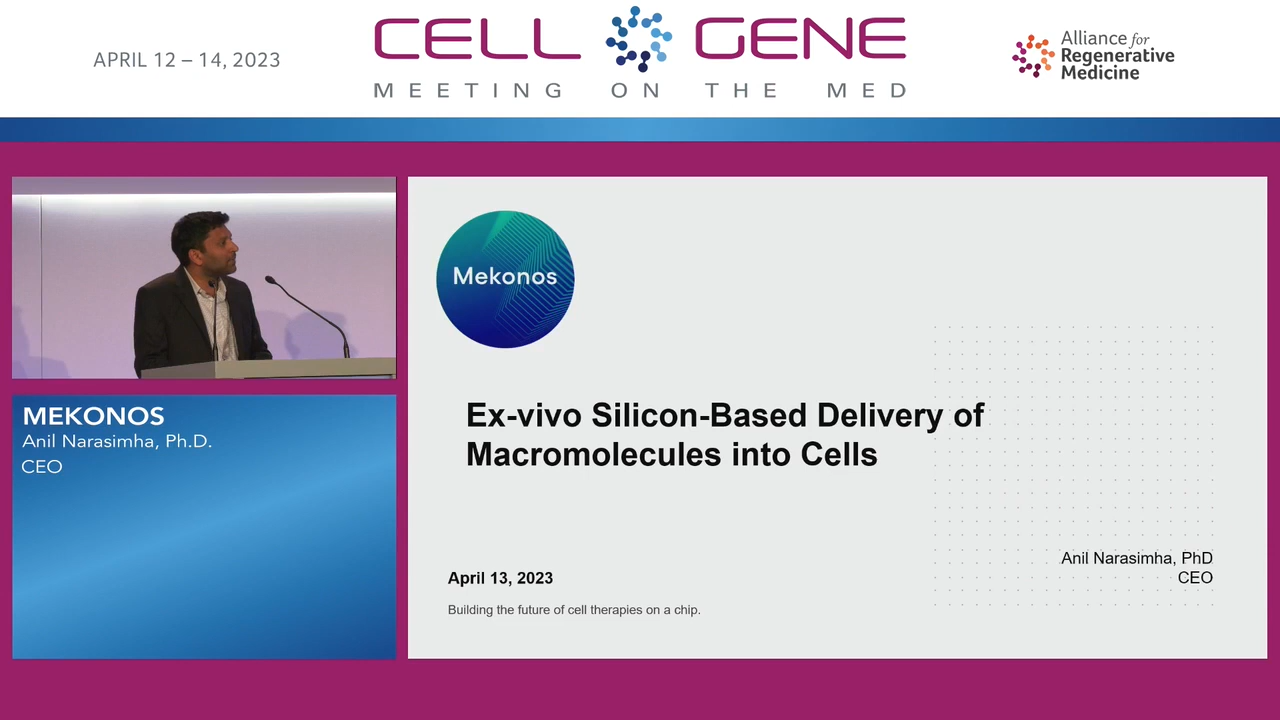 APRIL 12 – 14, 2023
CELL GENE
MEETING ON THE MED
Alliance for
Regenerative
Medicine
MEKONOS
Anil Narasimha, Ph.D.
CEO
Mekonos
Ex-vivo Silicon-Based Delivery of
Macromolecules into Cells
Anil Narasimha, PhD
CEO
April 13, 2023
Building the future of cell therapies on a chip.